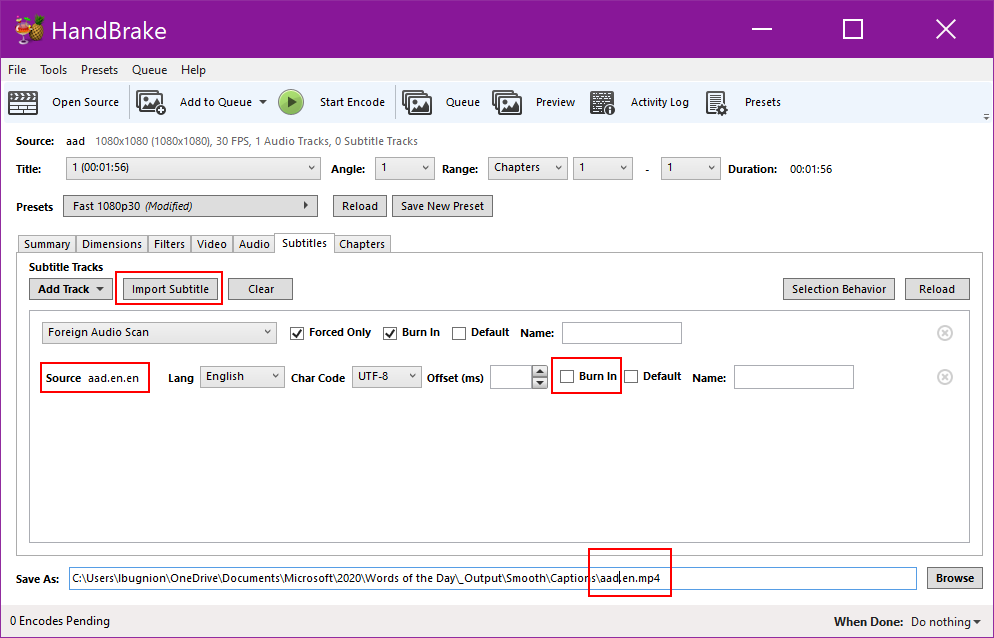 HandBrake
File Tools Presets Queue Help
Open Source Add to Queue Start Encode Queue Preview Activity Log Presets
Source: aad 1080x1080 (1080x1080), 30 FPS, 1 Audio Tracks, 0 Subtitle Tracks
Title: 1 (00:01:56) Angle: 1 Range: Chapters 1 - 1 Duration: 00:01:56
Presets Fast 1080p30 (Modified) Reload Save New Preset
Summary Dimensions Filters Video Audio Subtitles Chapters
Subtitle Tracks
Add Track Import Subtitle Clear Selection Behavior Reload
Foreign Audio Scan Forced Only Burn In Default Name:
Source aad.en.en Lang English Char Code UTF-8 Offset (ms) Burn In Default Name:
Save As: C:\Users\lbugnion\OneDrive\Documents\Microsoft\2020\Words of the Day\_Output\Smooth\Captions\aad.en.mp4 Browse
0 Encodes Pending When Done: Do nothing